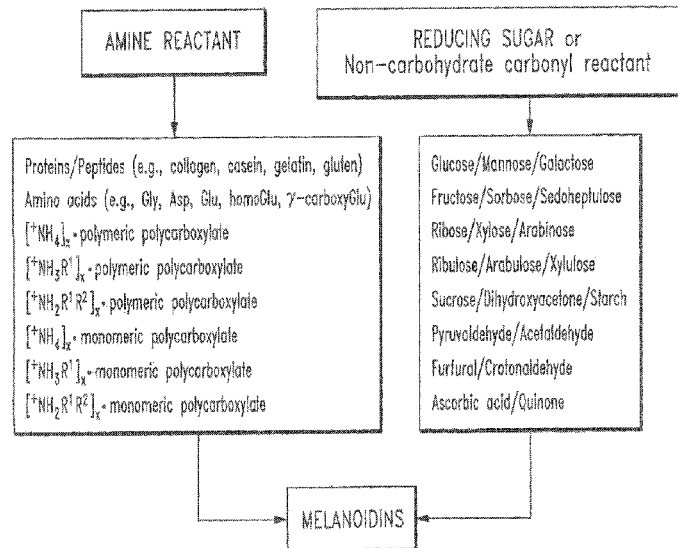 AMINE REACTANT
REDUCING SUGAR or
Non-carbohydrate carbonyl reactant
Proteins/Peptides (e.g., collagen, casein, gelatin, gluten)
Amino acids (e.g., Gly, Asp, Glu, homoGlu, γ-carboxyGlu)
[⁺NH₄]ₓ•polymeric polycarboxylate
[⁺NH₃R¹]ₓ•polymeric polycarboxylate
[⁺NH₂R¹R²]ₓ•polymeric polycarboxylate
[⁺NH₄]ₓ•monomeric polycarboxylate
[⁺NH₃R¹]ₓ•monomeric polycarboxylate
[⁺NH₂R¹R²]ₓ•monomeric polycarboxylate
Glucose/Mannose/Galactose
Fructose/Sorbose/Sedoheptulose
Ribose/Xylose/Arabinose
Ribulose/Arabulose/Xylulose
Sucrose/Dihydroxyacetone/Starch
Pyruvaldehyde/Acetaldehyde
Furfural/Crotonaldehyde
Ascorbic acid/Quinone
MELANOIDINS